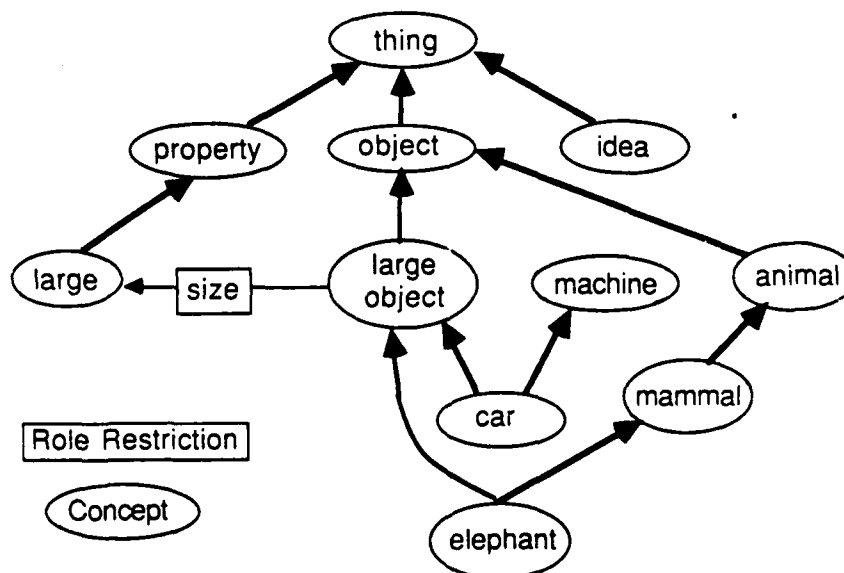 thing
property
object
idea
large
size
large
object
machine
animal
car
mammal
Role Restriction
Concept
elephant